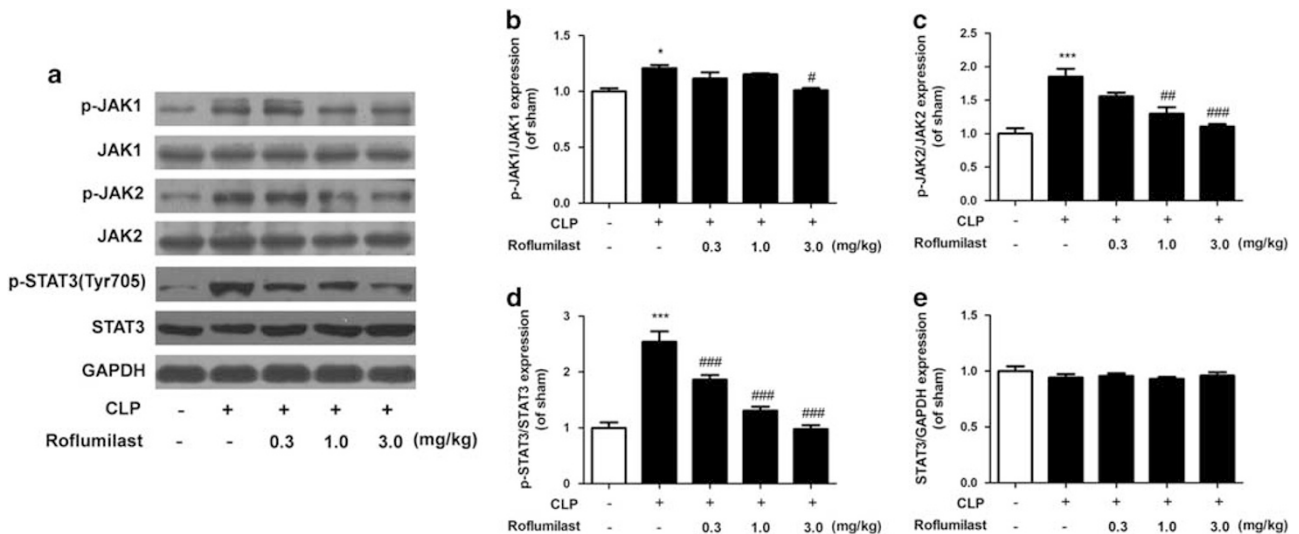 a
p-JAK1
JAK1
p-JAK2
JAK2
p-STAT3(Tyr705)
STAT3
GAPDH
CLP - + + + +
Roflumilast - - 0.3 1.0 3.0 (mg/kg)
b
p-JAK1/JAK1 expression
(of sham)
1.5
1.0
0.5
0.0
*
#
CLP - + + + +
Roflumilast - - 0.3 1.0 3.0 (mg/kg)
c
p-JAK2/JAK2 expression
(of sham)
2.5
2.0
1.5
1.0
0.5
0.0
***
##
###
CLP - + + + +
Roflumilast - - 0.3 1.0 3.0 (mg/kg)
d
p-STAT3/STAT3 expression
(of sham)
3
2
1
0
***
###
###
###
CLP - + + + +
Roflumilast - - 0.3 1.0 3.0 (mg/kg)
e
STAT3/GAPDH expression
(of sham)
1.5
1.0
0.5
0.0
CLP - + + + +
Roflumilast - - 0.3 1.0 3.0 (mg/kg)